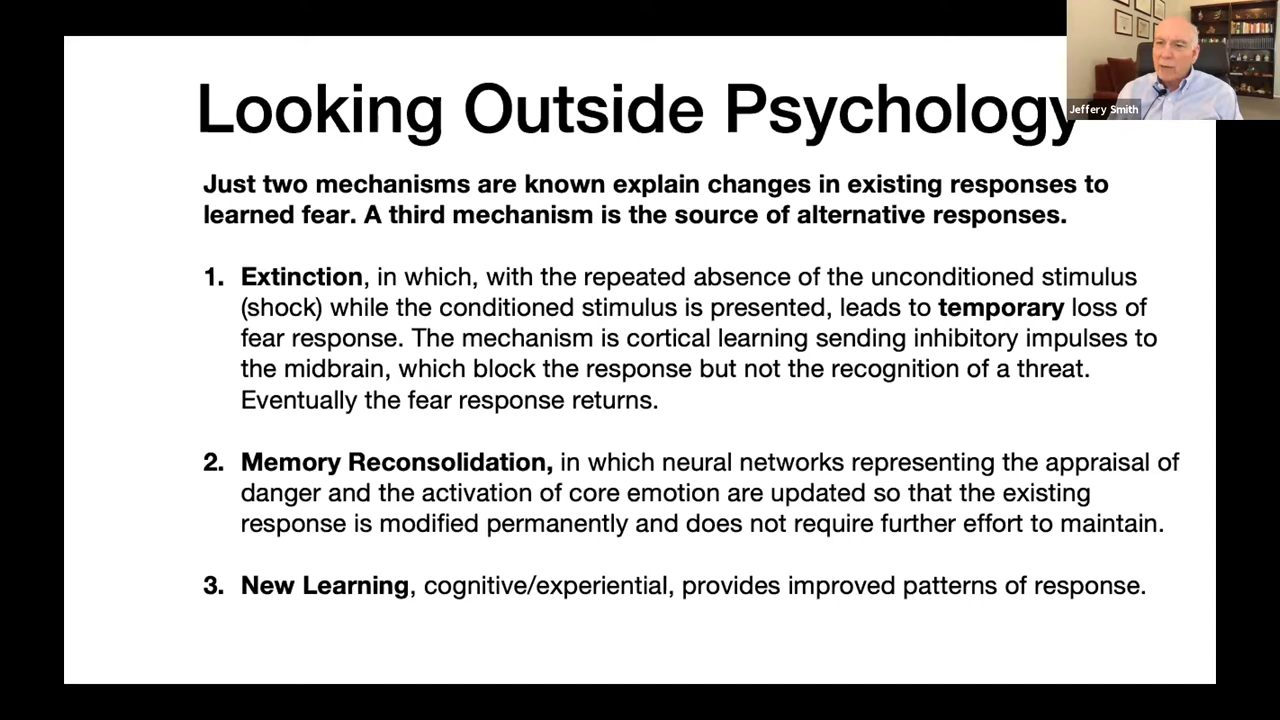 Looking Outside Psychology
Jeffery Smith
Just two mechanisms are known explain changes in existing responses to
learned fear. A third mechanism is the source of alternative responses.
1. Extinction, in which, with the repeated absence of the unconditioned stimulus
(shock) while the conditioned stimulus is presented, leads to temporary loss of
fear response. The mechanism is cortical learning sending inhibitory impulses to
the midbrain, which block the response but not the recognition of a threat.
Eventually the fear response returns.
2. Memory Reconsolidation, in which neural networks representing the appraisal of
danger and the activation of core emotion are updated so that the existing
response is modified permanently and does not require further effort to maintain.
3. New Learning, cognitive/experiential, provides improved patterns of response.